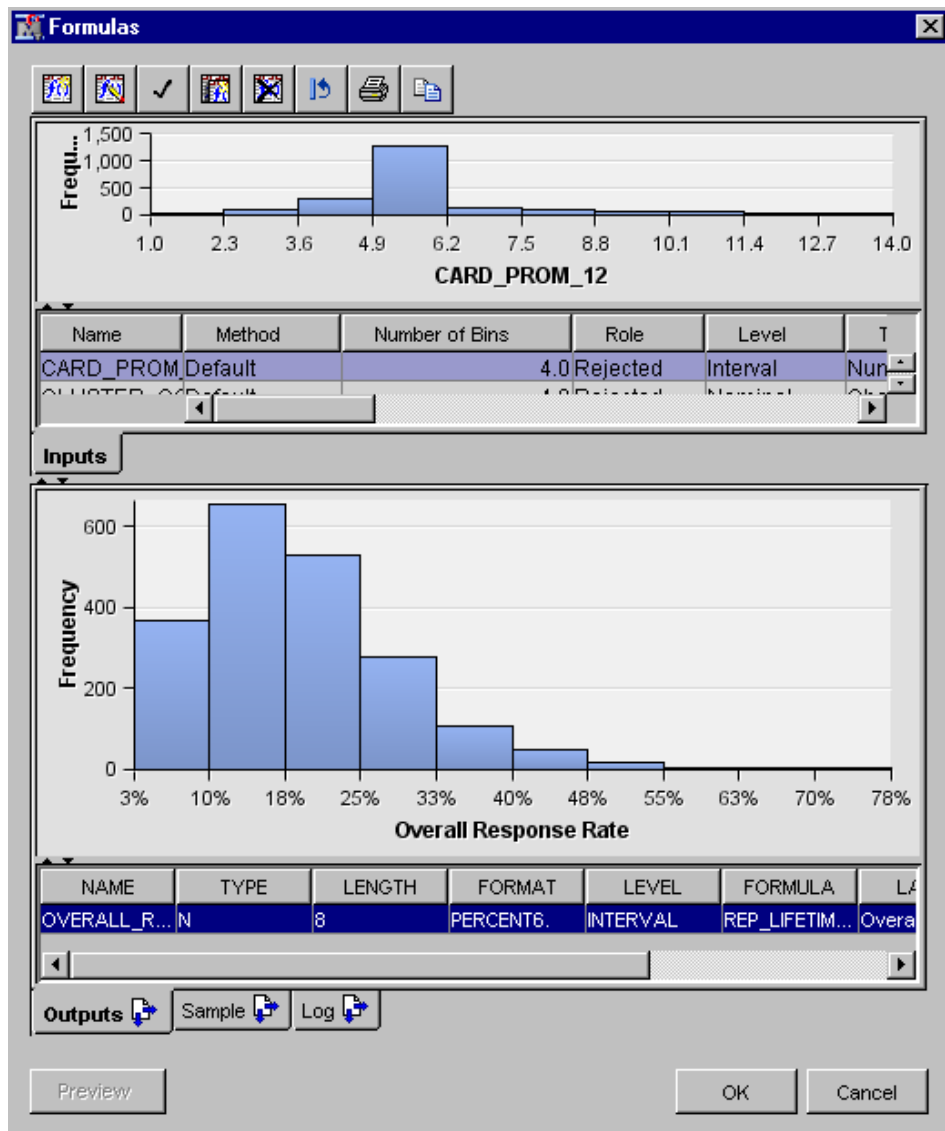 Formulas
Frequ...
1,500
1,000
500
0
1.0 2.3 3.6 4.9 6.2 7.5 8.8 10.1 11.4 12.7 14.0
CARD_PROM_12
Name Method Number of Bins Role Level T
CARD_PROM_ Default 4.0 Rejected Interval Num
Inputs
Frequency
600
400
200
0
3% 10% 18% 25% 33% 40% 48% 55% 63% 70% 78%
Overall Response Rate
NAME TYPE LENGTH FORMAT LEVEL FORMULA LA
OVERALL_R... N 8 PERCENT6. INTERVAL REP_LIFETIM... Overa
Outputs Sample Log
Preview OK Cancel